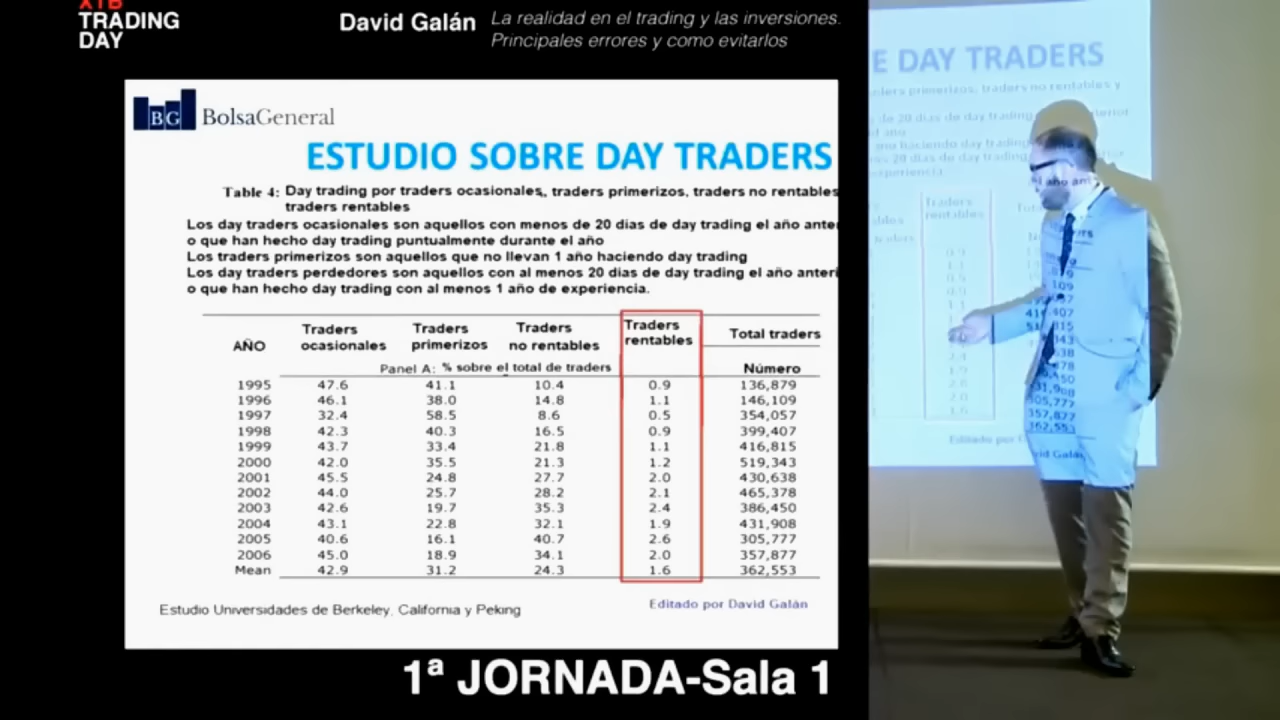 XTB
TRADING
DAY
David Galán
La realidad en el trading y las inversiones.
Principales errores y como evitarlos
BG BolsaGeneral
ESTUDIO SOBRE DAY TRADERS
Table 4: Day trading por traders ocasionales, traders primerizos, traders no rentables
traders rentables
Los day traders ocasionales son aquellos con menos de 20 días de day trading el año anter
o que han hecho day trading puntualmente durante el año
Los traders primerizos son aquellos que no llevan 1 año haciendo day trading
Los day traders perdedores son aquellos con al menos 20 dias de day trading el año anteri
o que han hecho day trading con al menos 1 año de experiencia.
AÑO Traders ocasionales Traders primerizos Traders no rentables Traders rentables Total traders
Panel A: % sobre el total de traders Número
1995 47.6 41.1 10.4 0.9 136,879
1996 46.1 38.0 14.8 1.1 146,109
1997 32.4 58.5 8.6 0.5 354,057
1998 42.3 40.3 16.5 0.9 399,407
1999 43.7 33.4 21.8 1.1 416,815
2000 42.0 35.5 21.3 1.2 519,343
2001 45.5 24.8 27.7 2.0 430,638
2002 44.0 25.7 28.2 2.1 465,378
2003 42.6 19.7 35.3 2.4 386,450
2004 43.1 22.8 32.1 1.9 431,908
2005 40.6 16.1 40.7 2.6 305,777
2006 45.0 18.9 34.1 2.0 357,877
Mean 42.9 31.2 24.3 1.6 362,553
Estudio Universidades de Berkeley, California y Peking
Editado por David Galán
1ª JORNADA-Sala 1
E DAY TRADERS
Traders
rentables
305,777
357,877
362,553